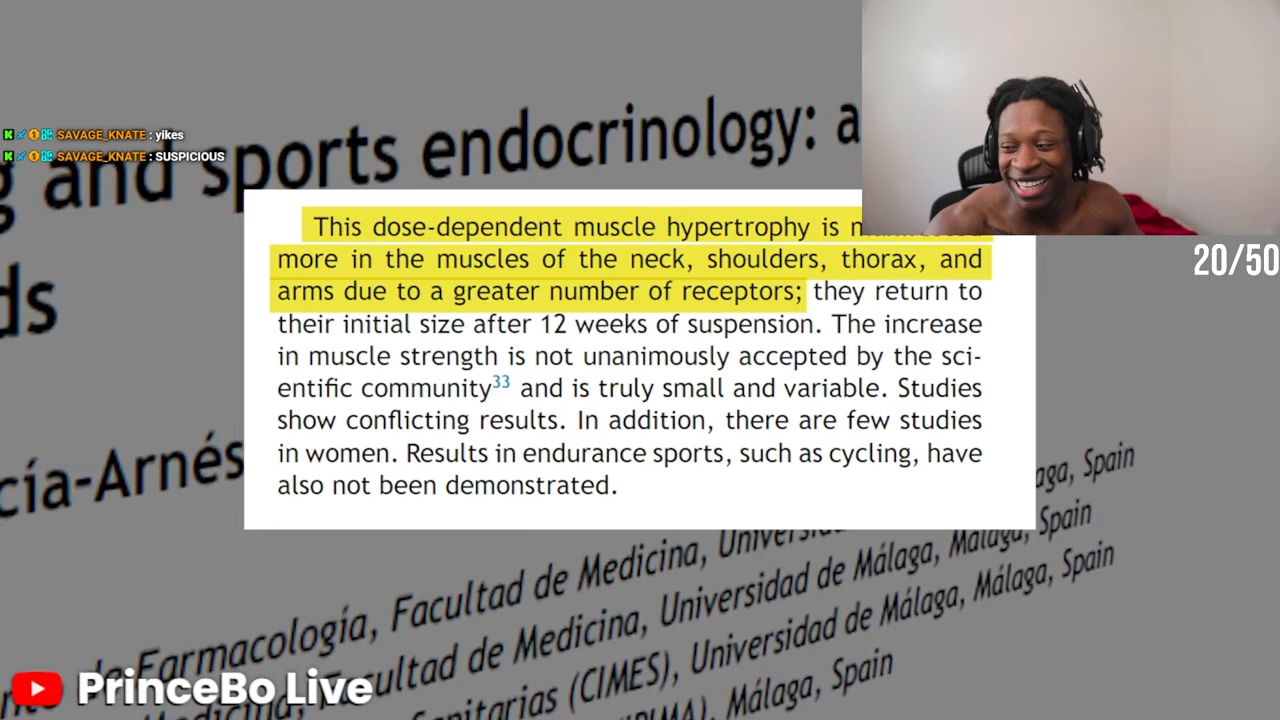 g and sports endocrinology: a
SAVAGE_KNATE : yikes
SAVAGE_KNATE : SUSPICIOUS
ds
This dose-dependent muscle hypertrophy is
more in the muscles of the neck, shoulders, thorax, and
arms due to a greater number of receptors; they return to
their initial size after 12 weeks of suspension. The increase
in muscle strength is not unanimously accepted by the sci-
entific community33 and is truly small and variable. Studies
show conflicting results. In addition, there are few studies
in women. Results in endurance sports, such as cycling, have
also not been demonstrated.
20/50
cía-Arnés
aga, Spain
de Farmacología, Facultad de Medicina, Málaga, Spain
Medicina, Facultad de Medicina, Universidad de Málaga, Málaga, Spain
Sanitarias (CIMES), Universidad de Málaga, Málaga, Spain
Málaga, Spain
PrinceBo Live